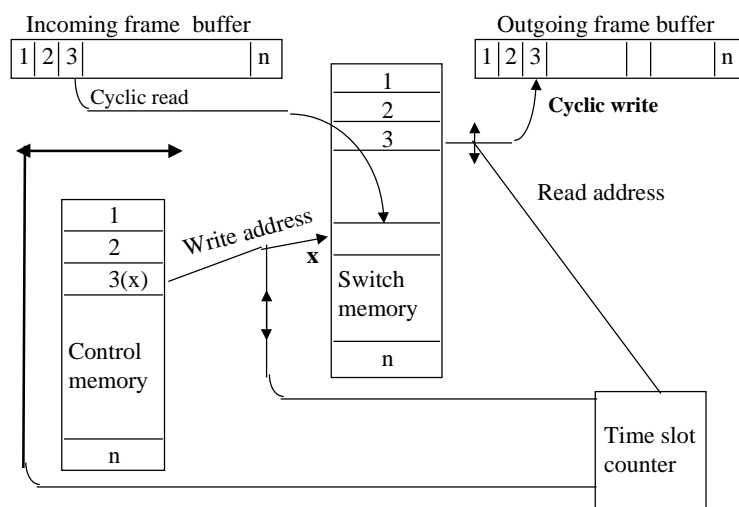 Incoming frame buffer
Outgoing frame buffer
1 2 3 n
1 2 3 n
Cyclic read
Cyclic write
1
2
3
Read address
Write address
x
1
2
3(x)
Switch
memory
Control
memory
n
n
Time slot
counter